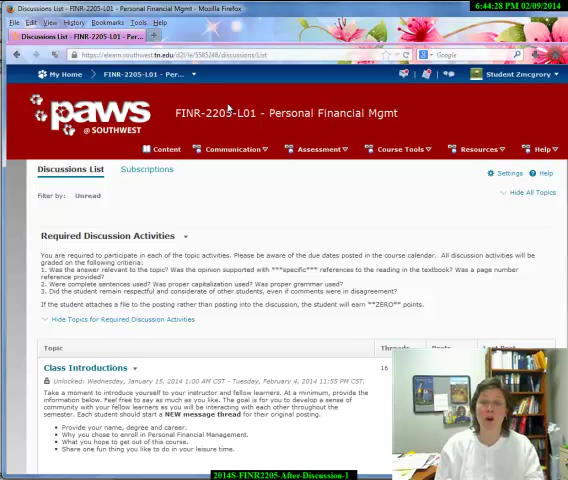 Discussions List - FINR-2205-L01 - Personal Financial Mgmt - Mozilla Firefox
6:44:28 PM 02/09/2014
File Edit View History Bookmarks Tools Help
Discussions List - FINR-2205-L01 - Pers...
https://elearn.southwest.tn.edu/d2l/le/5585248/discussions/List
Google
My Home
FINR-2205-L01 - Per...
Student Zmcgrory
paws
@ SOUTHWEST
FINR-2205-L01 - Personal Financial Mgmt
Content Communication Assessment Course Tools Resources Help
Discussions List Subscriptions
Settings Help
Filter by: Unread
Hide All Topics
Required Discussion Activities
You are required to participate in each of the topic activities. Please be aware of the due dates posted in the course calendar. All discussion activities will be
graded on the following criteria:
1. Was the answer relevant to the topic? Was the opinion supported with ***specific*** references to the reading in the textbook? Was a page number
reference provided?
2. Were complete sentences used? Was proper capitalization used? Was proper grammer used?
3. Did the student remain respectful and considerate of other students, even if comments were in disagreement?
If the student attaches a file to the posting rather than posting into the discussion, the student will earn **ZERO** points.
Hide Topics for Required Discussion Activities
Topic Threads Posts Last Post
Class Introductions
16
Unlocked: Wednesday, January 15, 2014 1:00 AM CST - Tuesday, February 4, 2014 11:55 PM CST.
Take a moment to introduce yourself to your instructor and fellow learners. At a minimum, provide the
information below. Feel free to say as much as you like. The goal is for you to develop a sense of
community with your fellow learners as you will be interacting with each other throughout the
semester. Each student should start a NEW message thread for their original posting.
• Provide your name, degree and career.
• Why you chose to enroll in Personal Financial Management.
• What you hope to get out of this course.
• Share one fun thing you like to do in your leisure time.
2014S-FINR2205-After-Discussion-1